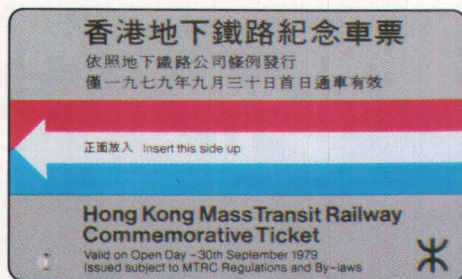 香港地下鐵路紀念車票
依照地下鐵路公司條例發行
僅一九七九年九月三十日首日通車有效
正面放入 Insert this side up
Hong Kong Mass Transit Railway
Commemorative Ticket
Valid on Open Day – 30th September 1979
Issued subject to MTRC Regulations and By-laws